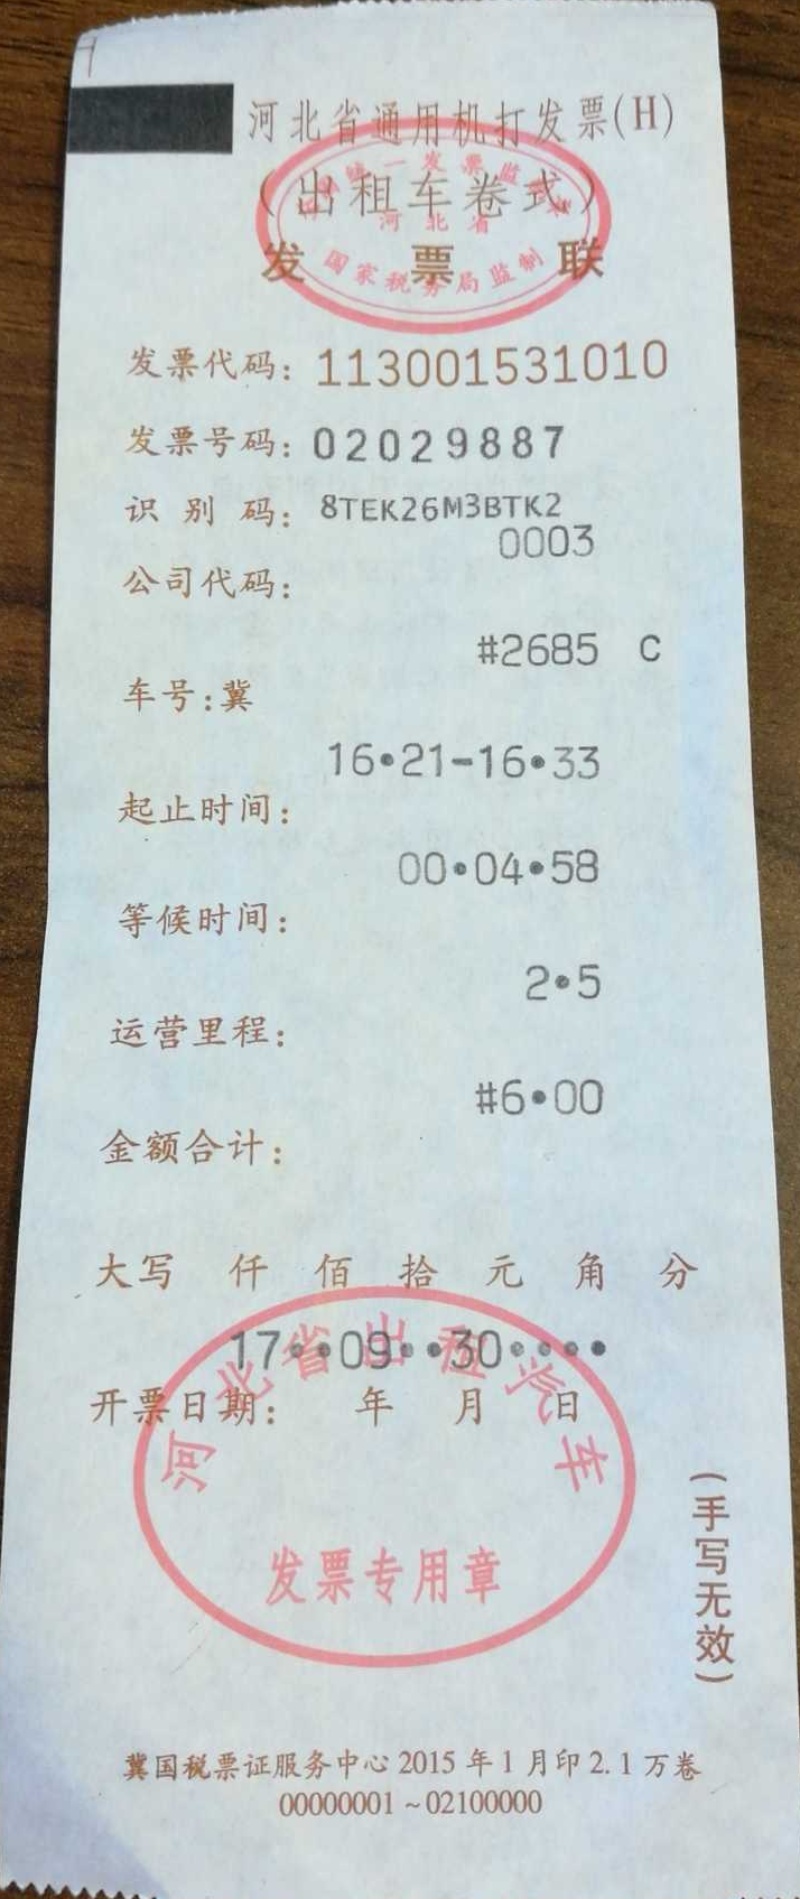 河北省通用机打发票(H)
（出租车卷式）
发票联
全国统一发票监制章
河北省
国家税务局监制
发票代码：113001531010
发票号码：02029887
识别码：8TEK26M3BTK2
0003
公司代码：
#2685 C
车号：冀
16•21-16•33
起止时间：
00•04•58
等候时间：
2•5
运营里程：
#6•00
金额合计：
大写 仟 佰 拾 元 角 分
17••09••30••••
开票日期： 年 月 日
河北省出租汽车
发票专用章
（手写无效）
冀国税票证服务中心2015年1月印2.1万卷
00000001~02100000